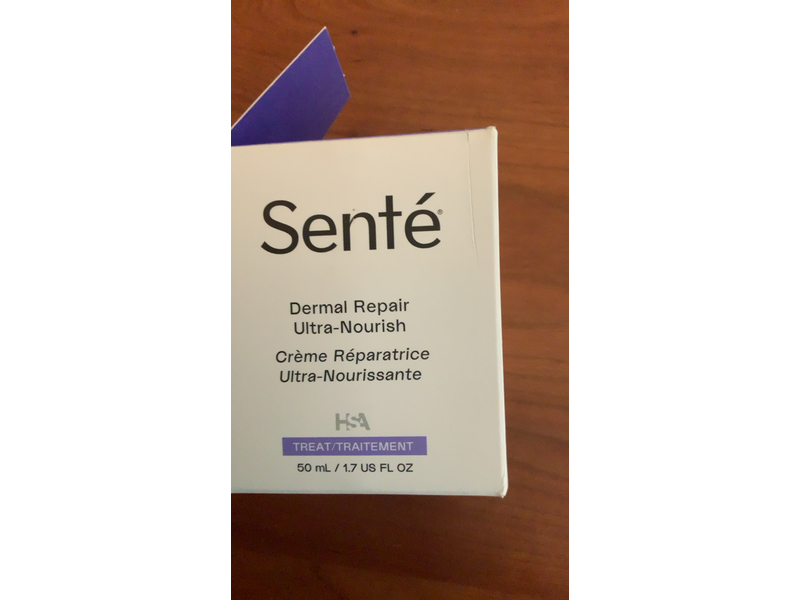 Senté®
Dermal Repair
Ultra-Nourish
Crème Réparatrice
Ultra-Nourissante
HSA
TREAT/TRAITEMENT
50 mL / 1.7 US FL OZ